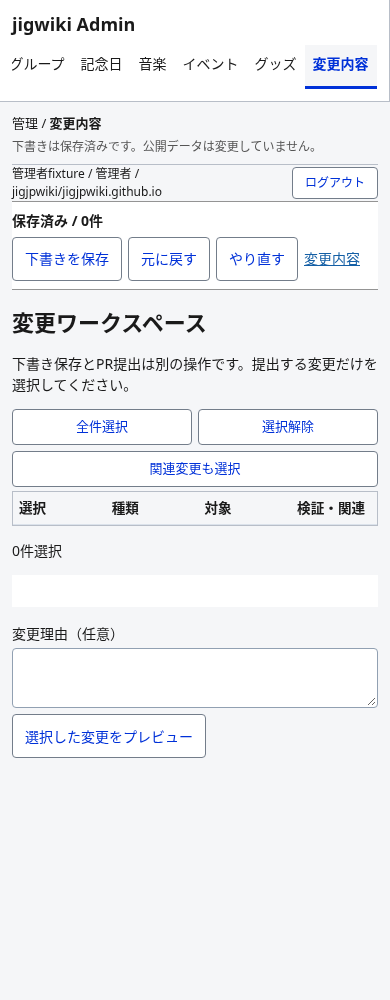 jigwiki Admin
グループ 記念日 音楽 イベント グッズ 変更内容
管理 / 変更内容
下書きは保存済みです。公開データは変更していません。
管理者fixture / 管理者 /
jigjpwiki/jigjpwiki.github.io
ログアウト
保存済み / 0件
下書きを保存 元に戻す やり直す 変更内容
変更ワークスペース
下書き保存とPR提出は別の操作です。提出する変更だけを
選択してください。
全件選択 選択解除
関連変更も選択
選択 種類 対象 検証・関連
0件選択
変更理由（任意）
選択した変更をプレビュー